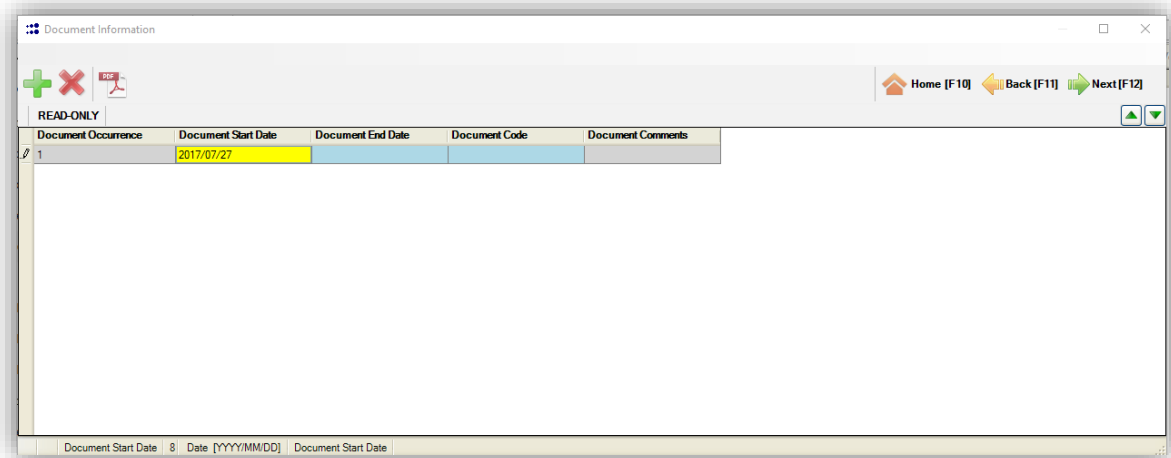 Document Information
PDF
Home [F10] Back [F11] Next [F12]
READ-ONLY
Document Occurrence Document Start Date Document End Date Document Code Document Comments
1 2017/07/27
Document Start Date 8 Date [YYYY/MM/DD] Document Start Date